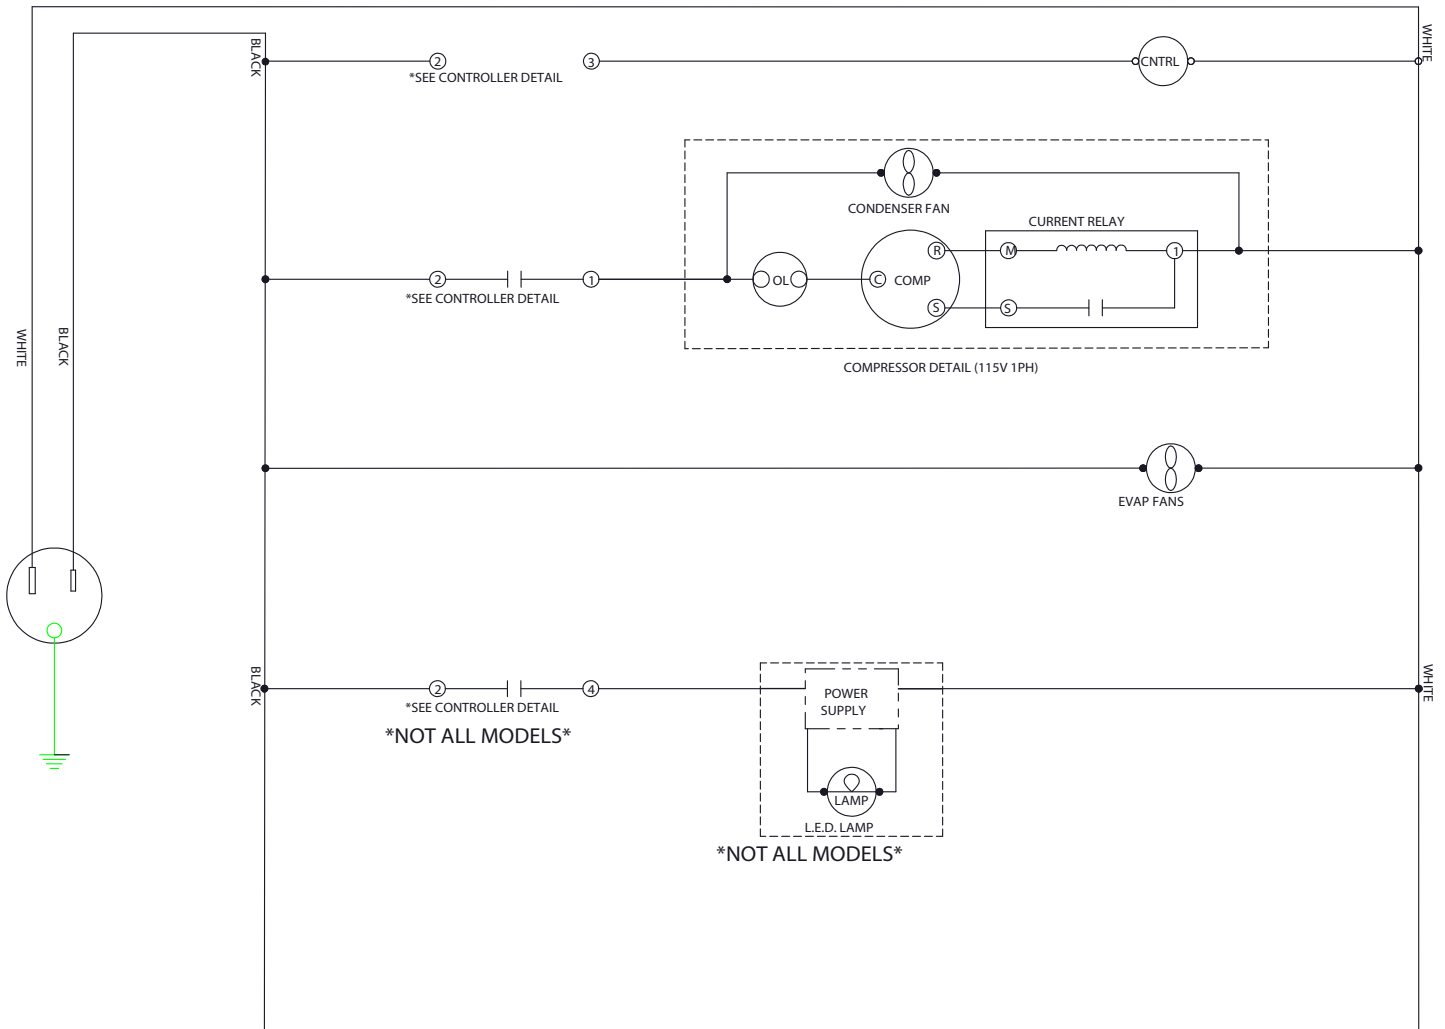 BLACK
WHITE
2
3
CNTRL
*SEE CONTROLLER DETAIL
CONDENSER FAN
CURRENT RELAY
R
M
1
2
1
OL
C
COMP
*SEE CONTROLLER DETAIL
S
S
WHITE
BLACK
COMPRESSOR DETAIL (115V 1PH)
EVAP FANS
BLACK
WHITE
2
4
POWER
SUPPLY
*SEE CONTROLLER DETAIL
*NOT ALL MODELS*
LAMP
L.E.D. LAMP
*NOT ALL MODELS*